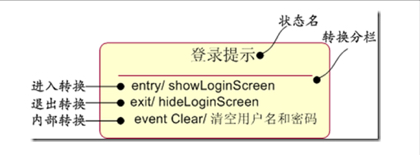 状态名
转换分栏
登录提示
进入转换 entry/ showLoginScreen
退出转换 exit/ hideLoginScreen
内部转换 event Clear/ 清空用户名和密码